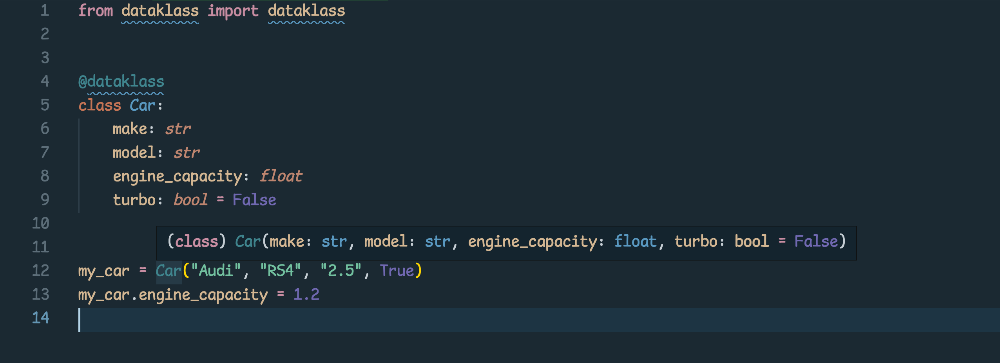 1 from dataklass import dataklass
2
3
4 @dataklass
5 class Car:
6 make: str
7 model: str
8 engine_capacity: float
9 turbo: bool = False
10
(class) Car(make: str, model: str, engine_capacity: float, turbo: bool = False)
11
12 my_car = Car("Audi", "RS4", "2.5", True)
13 my_car.engine_capacity = 1.2
14